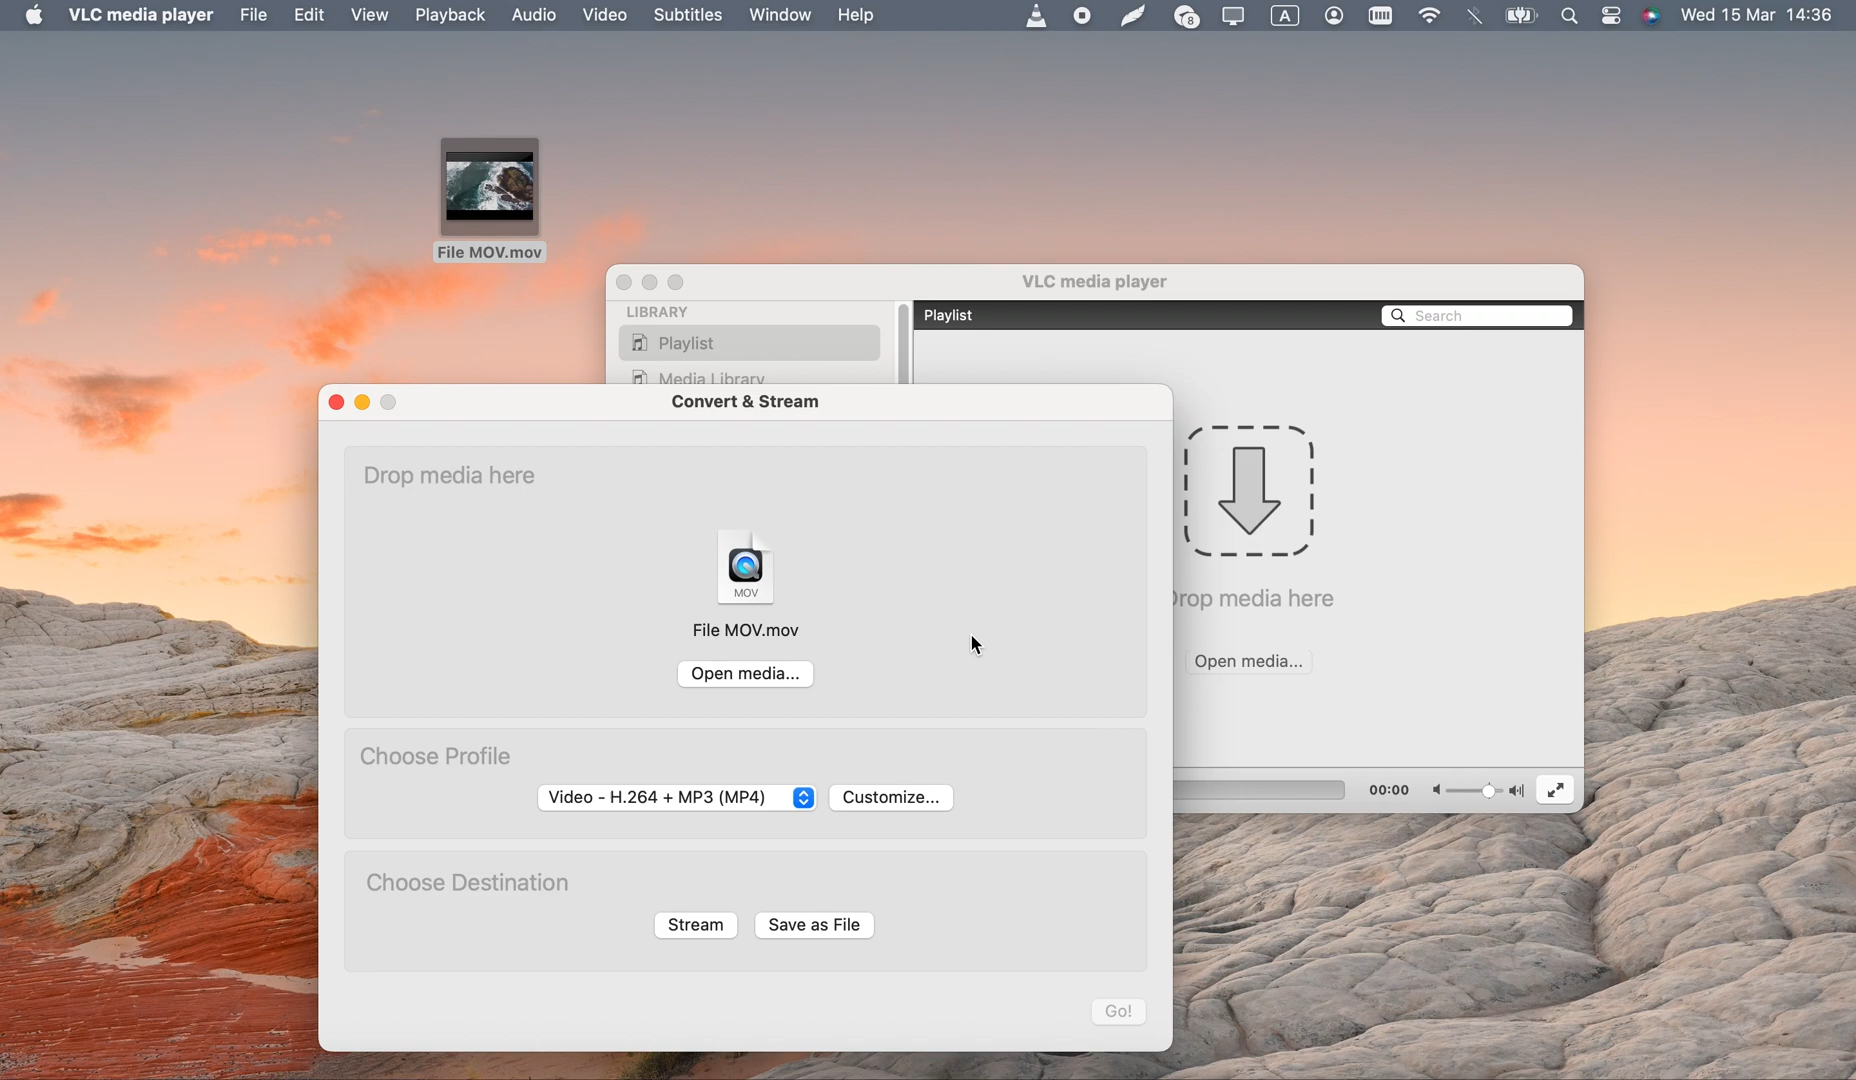 VLC media player File Edit View Playback Audio Video Subtitles Window Help 8 A Wed 15 Mar 14:36
File MOV.mov
VLC media player
LIBRARY
Playlist
Search
Playlist
Media Library
Convert & Stream
Drop media here
MOV
File MOV.mov
Open media...
Choose Profile
Video - H.264 + MP3 (MP4)
Customize...
Choose Destination
Stream
Save as File
Go!
Drop media here
Open media...
00:00